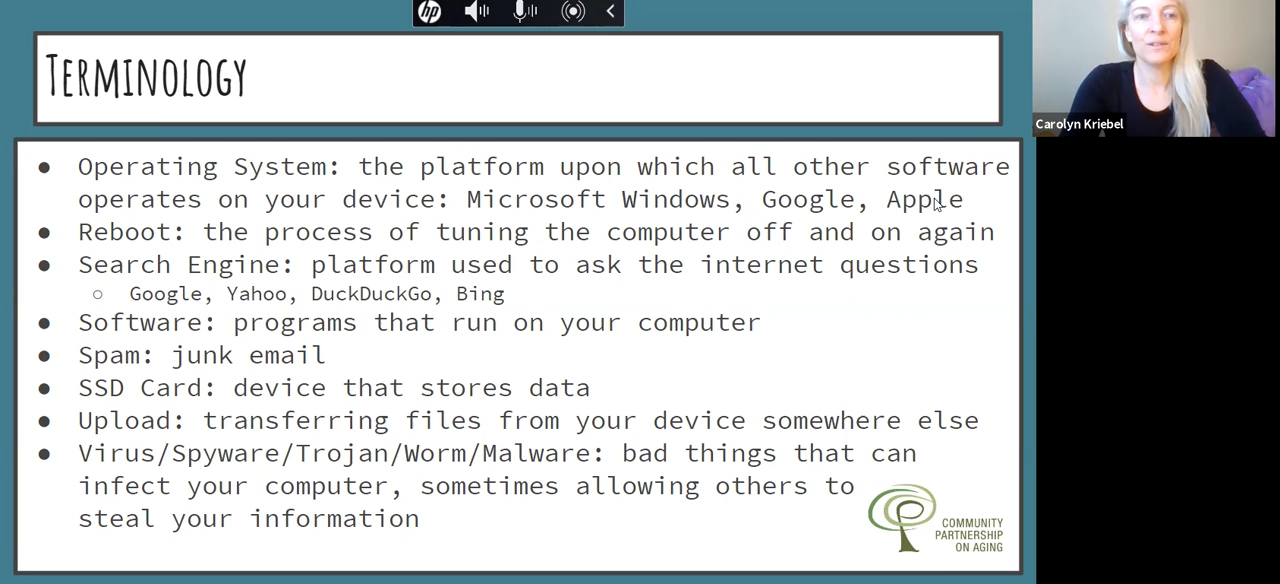 hp
TERMINOLOGY
Carolyn Kriebel
● Operating System: the platform upon which all other software
operates on your device: Microsoft Windows, Google, Apple
● Reboot: the process of tuning the computer off and on again
● Search Engine: platform used to ask the internet questions
○ Google, Yahoo, DuckDuckGo, Bing
● Software: programs that run on your computer
● Spam: junk email
● SSD Card: device that stores data
● Upload: transferring files from your device somewhere else
● Virus/Spyware/Trojan/Worm/Malware: bad things that can
infect your computer, sometimes allowing others to
steal your information
COMMUNITY
PARTNERSHIP
ON AGING